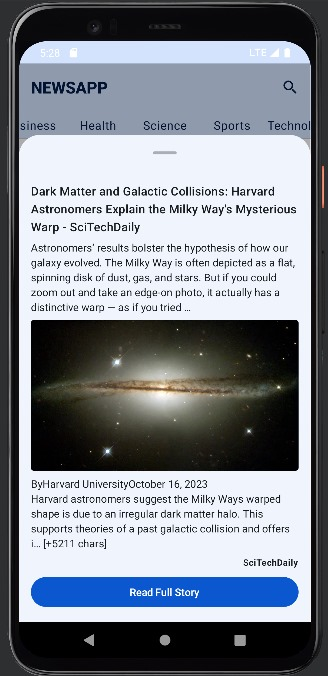 5:28
LTE
NEWSAPP
siness Health Science Sports Technol
Dark Matter and Galactic Collisions: Harvard
Astronomers Explain the Milky Way's Mysterious
Warp - SciTechDaily
Astronomers' results bolster the hypothesis of how our
galaxy evolved. The Milky Way is often depicted as a flat,
spinning disk of dust, gas, and stars. But if you could
zoom out and take an edge-on photo, it actually has a
distinctive warp — as if you tried ...
ByHarvard UniversityOctober 16, 2023
Harvard astronomers suggest the Milky Ways warped
shape is due to an irregular dark matter halo. This
supports theories of a past galactic collision and offers
i... [+5211 chars]
SciTechDaily
Read Full Story